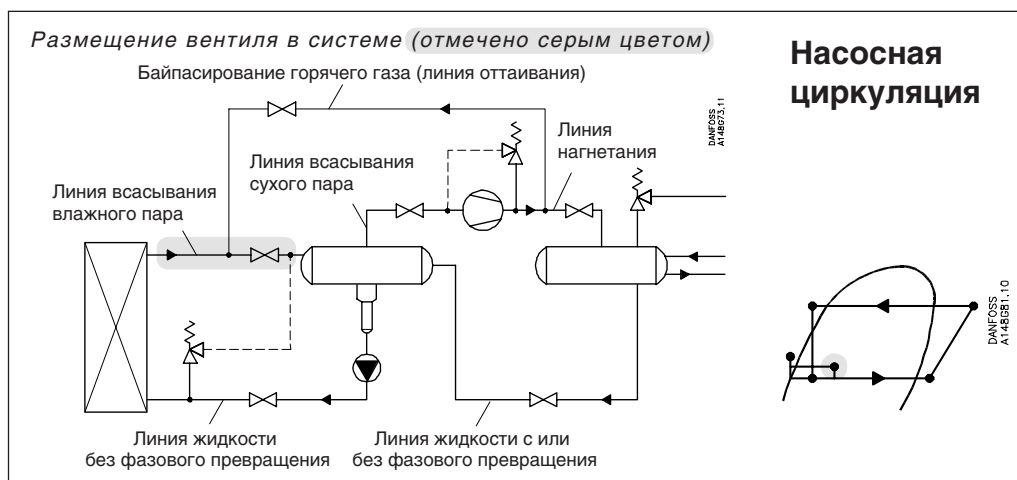 Размещение вентиля в системе (отмечено серым цветом)
Насосная
циркуляция
Байпасирование горячего газа (линия оттаивания)
DANFOSS
A14BG73.11
Линия
нагнетания
Линия всасывания
сухого пара
Линия всасывания
влажного пара
DANFOSS
A14BG81.10
Линия жидкости
без фазового превращения
Линия жидкости с или
без фазового превращения